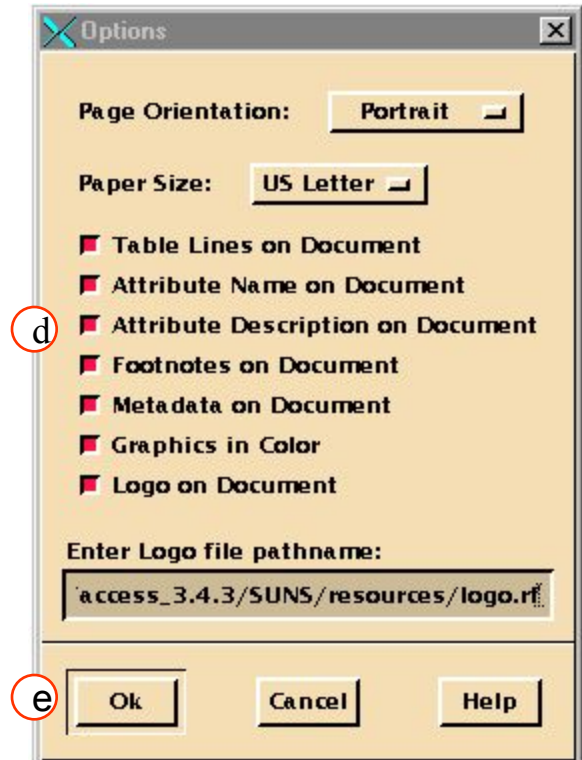 Options
Page Orientation: Portrait
Paper Size: US Letter
Table Lines on Document
Attribute Name on Document
d Attribute Description on Document
Footnotes on Document
Metadata on Document
Graphics in Color
Logo on Document
Enter Logo file pathname:
access_3.4.3/SUNS/resources/logo.rf
e Ok Cancel Help